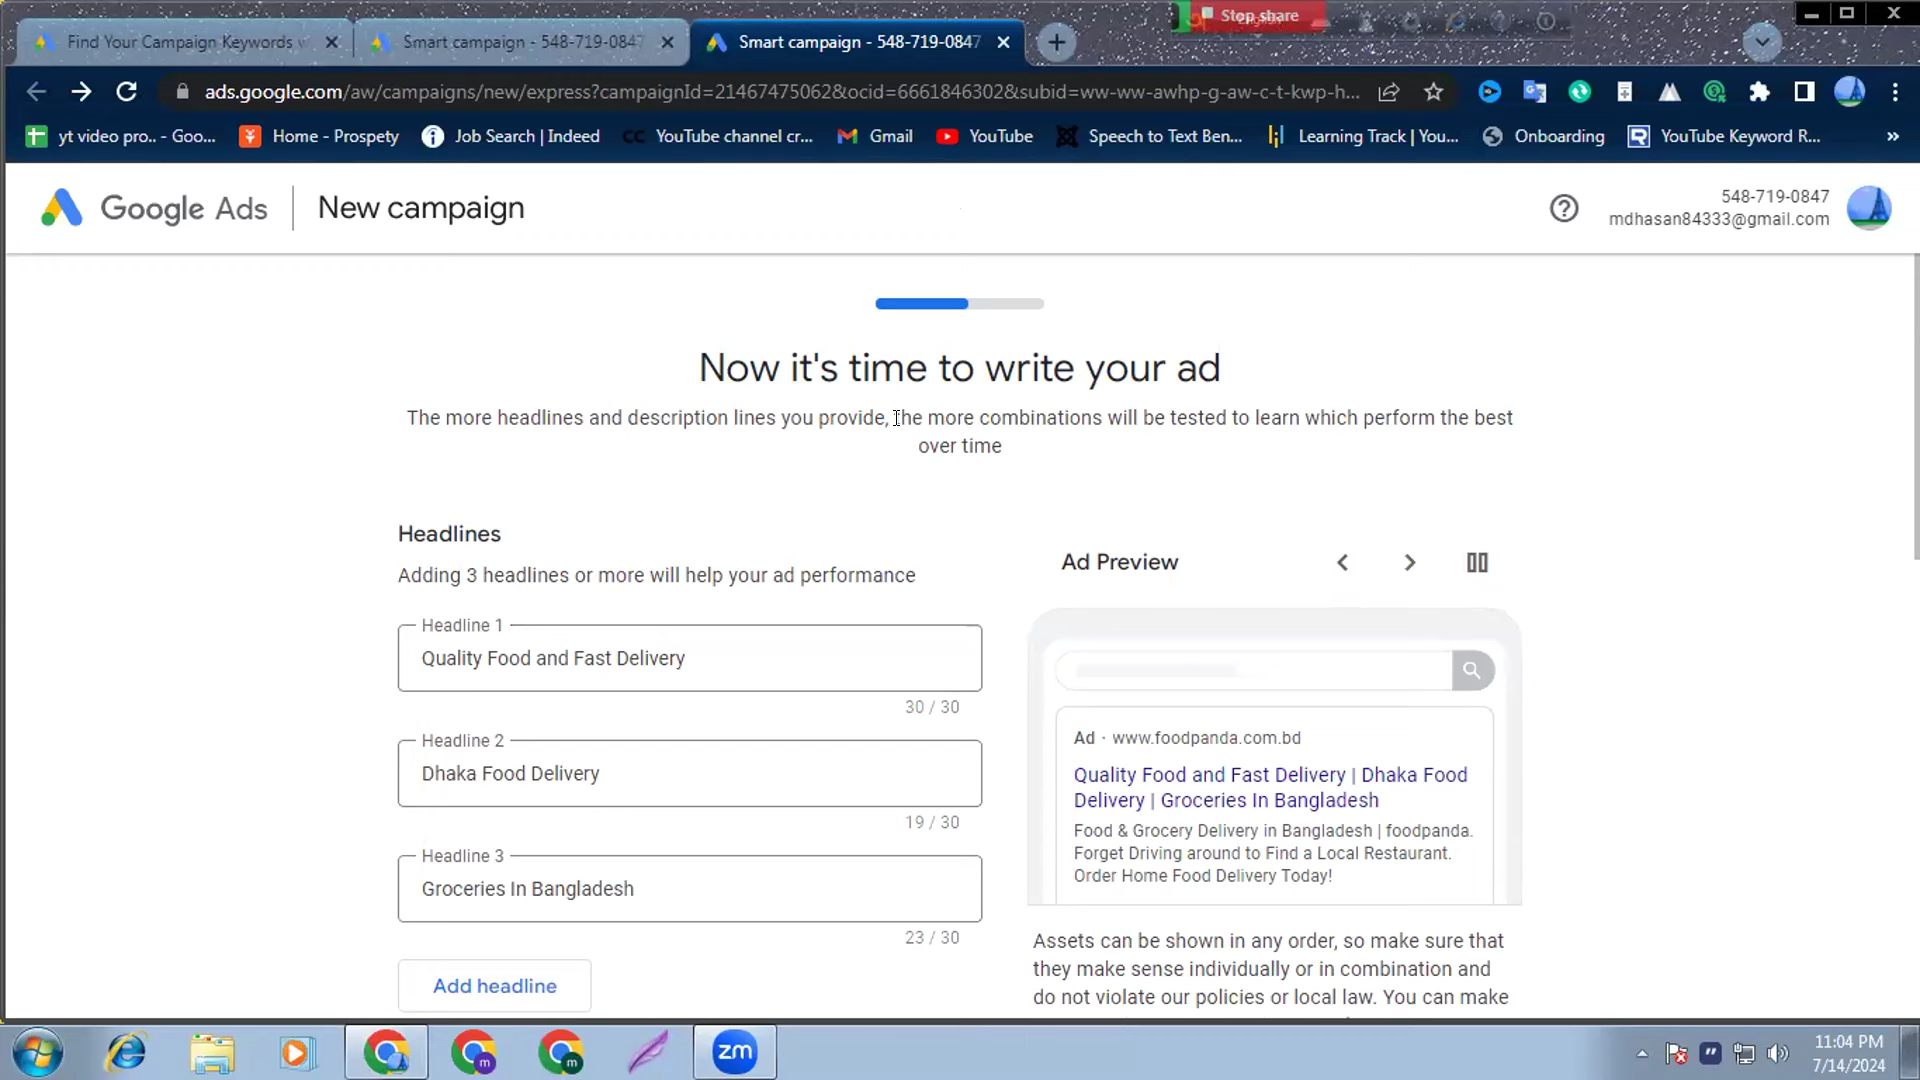 Find Your Campaign Keywords
Smart campaign - 548-719-0847
Smart campaign - 548-719-0847
Stop share
ads.google.com/aw/campaigns/new/express?campaignId=21467475062&ocid=6661846302&subid=ww-ww-awhp-g-aw-c-t-kwp-h...
yt video pro.. - Goo...
Home - Prospety
Job Search | Indeed
CC YouTube channel cr...
Gmail
YouTube
Speech to Text Ben...
Learning Track | You...
Onboarding
YouTube Keyword R...
»
Google Ads
New campaign
548-719-0847
mdhasan84333@gmail.com
Now it's time to write your ad
The more headlines and description lines you provide, the more combinations will be tested to learn which perform the best
over time
Headlines
Adding 3 headlines or more will help your ad performance
Headline 1
Quality Food and Fast Delivery
30 / 30
Headline 2
Dhaka Food Delivery
19 / 30
Headline 3
Groceries In Bangladesh
23 / 30
Add headline
Ad Preview
Ad · www.foodpanda.com.bd
Quality Food and Fast Delivery | Dhaka Food
Delivery | Groceries In Bangladesh
Food & Grocery Delivery in Bangladesh | foodpanda.
Forget Driving around to Find a Local Restaurant.
Order Home Food Delivery Today!
Assets can be shown in any order, so make sure that
they make sense individually or in combination and
do not violate our policies or local law. You can make
m
m
zm
11:04 PM
7/14/2024